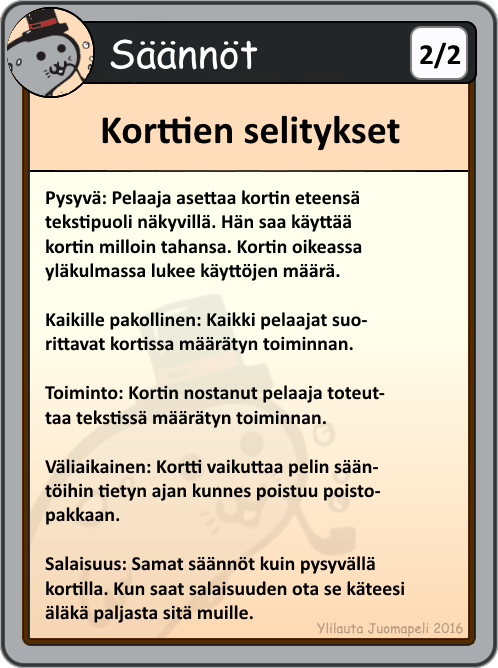 Säännöt
2/2
Korttien selitykset
Pysyvä: Pelaaja asettaa kortin eteensä
tekstipuoli näkyvillä. Hän saa käyttää
kortin milloin tahansa. Kortin oikeassa
yläkulmassa lukee käyttöjen määrä.
Kaikille pakollinen: Kaikki pelaajat suo-
rittavat kortissa määrätyn toiminnan.
Toiminto: Kortin nostanut pelaaja toteut-
taa tekstissä määrätyn toiminnan.
Väliaikainen: Kortti vaikuttaa pelin sään-
töihin tietyn ajan kunnes poistuu poisto-
pakkaan.
Salaisuus: Samat säännöt kuin pysyvällä
kortilla. Kun saat salaisuuden ota se käteesi
äläkä paljasta sitä muille.
Ylilauta Juomapeli 2016